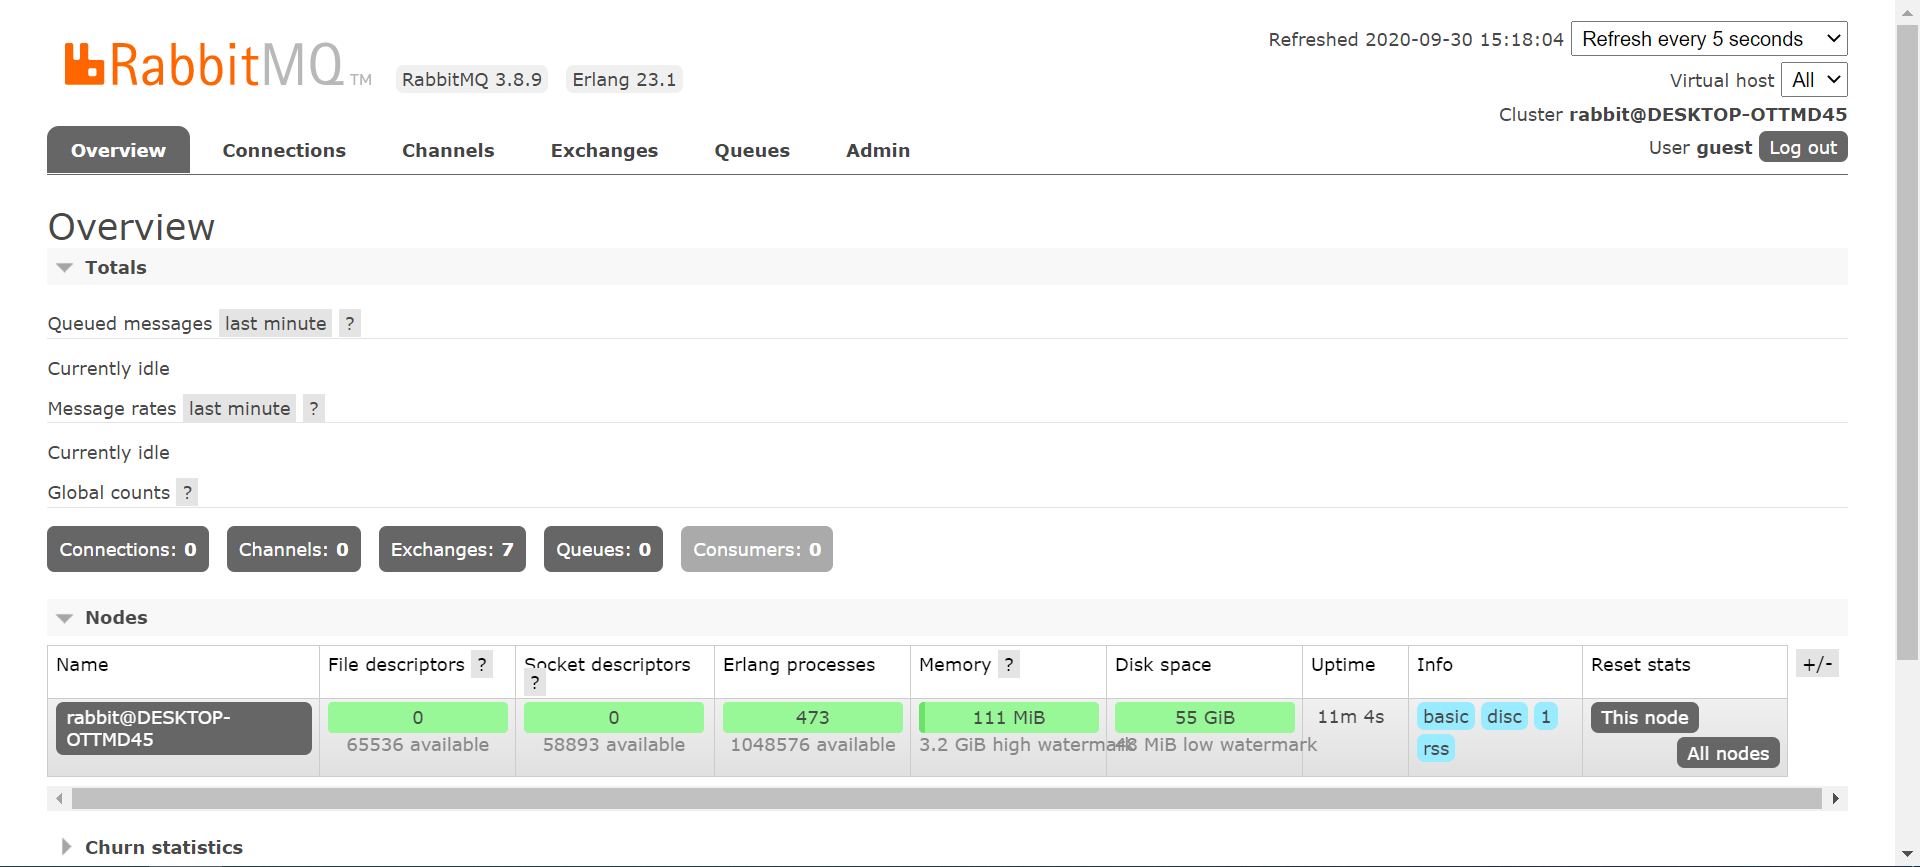 Refreshed 2020-09-30 15:18:04 Refresh every 5 seconds
RabbitMQ TM RabbitMQ 3.8.9 Erlang 23.1
Virtual host All
Cluster rabbit@DESKTOP-OTTMD45
User guest Log out
Overview Connections Channels Exchanges Queues Admin
Overview
Totals
Queued messages last minute ?
Currently idle
Message rates last minute ?
Currently idle
Global counts ?
Connections: 0 Channels: 0 Exchanges: 7 Queues: 0 Consumers: 0
Nodes
Name File descriptors ? Socket descriptors ? Erlang processes Memory ? Disk space Uptime Info Reset stats +/-
rabbit@DESKTOP-OTTMD45 0 0 473 111 MiB 55 GiB 11m 4s basic disc 1 rss This node
65536 available 58893 available 1048576 available 3.2 GiB high watermark MiB low watermark All nodes
Churn statistics